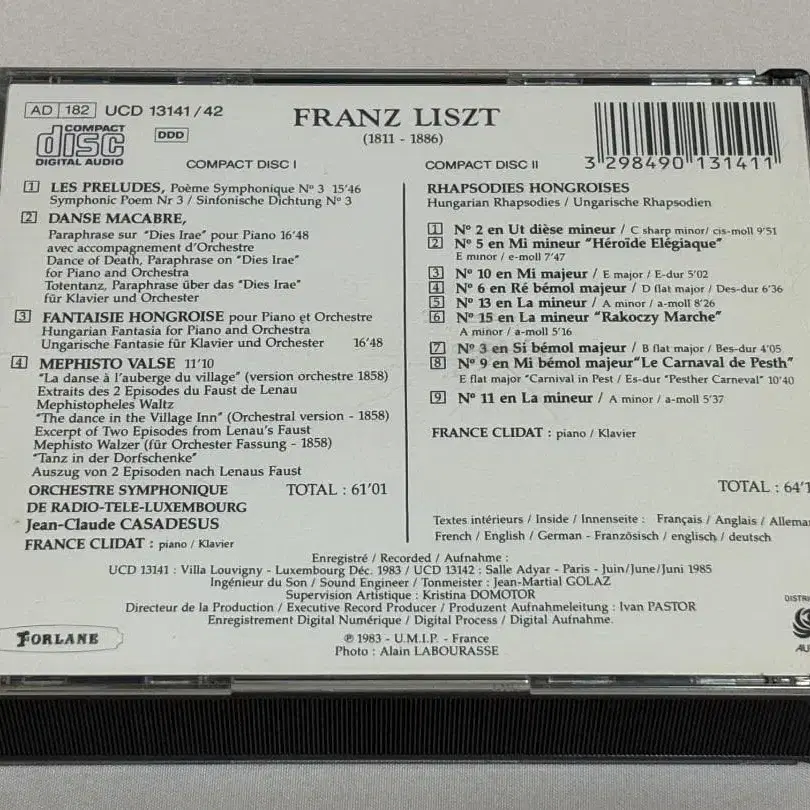 AD 182 UCD 13141/42
COMPACT
disc
DIGITAL AUDIO
DDD
FRANZ LISZT
(1811 - 1886)
3 298490 131411
COMPACT DISC I
1 LES PRELUDES, Poème Symphonique Nº 3 15'46
Symphonic Poem Nr 3 / Sinfonische Dichtung Nº 3
2 DANSE MACABRE,
Paraphrase sur "Dies Irae" pour Piano 16'48
avec accompagnement d'Orchestre
Dance of Death, Paraphrase on "Dies Irae"
for Piano and Orchestra
Totentanz, Paraphrase über das "Dies Irae"
für Klavier und Orchester
3 FANTAISIE HONGROISE pour Piano et Orchestre
Hungarian Fantasia for Piano and Orchestra
Ungarische Fantasie für Klavier und Orchester 16'48
4 MEPHISTO VALSE 11'10
"La danse à l'auberge du village" (version orchestre 1858)
Extraits des 2 Episodes du Faust de Lenau
Mephistopheles Waltz
"The dance in the Village Inn" (Orchestral version - 1858)
Excerpt of Two Episodes from Lenau's Faust
Mephisto Walzer (für Orchester Fassung - 1858)
"Tanz in der Dorfschenke"
Auszug von 2 Episoden nach Lenaus Faust
ORCHESTRE SYMPHONIQUE TOTAL : 61'01
DE RADIO-TELE-LUXEMBOURG
Jean-Claude CASADESUS
FRANCE CLIDAT : piano / Klavier
COMPACT DISC II
RHAPSODIES HONGROISES
Hungarian Rhapsodies / Ungarische Rhapsodien
1 Nº 2 en Ut dièse mineur / C sharp minor/ cis-moll 9'51
2 Nº 5 en Mi mineur "Héroïde Elégiaque"
E minor / e-moll 7'47
3 Nº 10 en Mi majeur / E major / E-dur 5'02
4 Nº 6 en Ré bémol majeur / D flat major / Des-dur 6'36
5 Nº 13 en La mineur / A minor / a-moll 8'26
6 Nº 15 en La mineur "Rakoczy Marche"
A minor / a-moll 5'16
7 Nº 3 en Si bémol majeur / B flat major / Bes-dur 4'05
8 Nº 9 en Mi bémol majeur "Le Carnaval de Pesth"
E flat major "Carnival in Pest / Es-dur "Pesther Carneval" 10'40
9 Nº 11 en La mineur / A minor / a-moll 5'37
FRANCE CLIDAT : piano / Klavier
TOTAL : 64'1
Textes intérieurs / Inside / Innenseite : Français / Anglais / Allema
French / English / German - Französisch / englisch / deutsch
Enregistré / Recorded / Aufnahme :
UCD 13141 : Villa Louvigny - Luxembourg Déc. 1983 / UCD 13142 : Salle Adyar - Paris - Juin/June/Juni 1985
Ingénieur du Son / Sound Engineer / Tonmeister : Jean-Martial GOLAZ
Supervision Artistique : Kristina DOMOTOR
Directeur de la Production / Executive Record Producer / Produzent Aufnahmeleitung : Ivan PASTOR
Enregistrement Digital Numérique / Digital Process / Digital Aufnahme.
℗ 1983 - U.M.I.P. - France
Photo : Alain LABOURASSE
FORLANE
DISTRI
AU